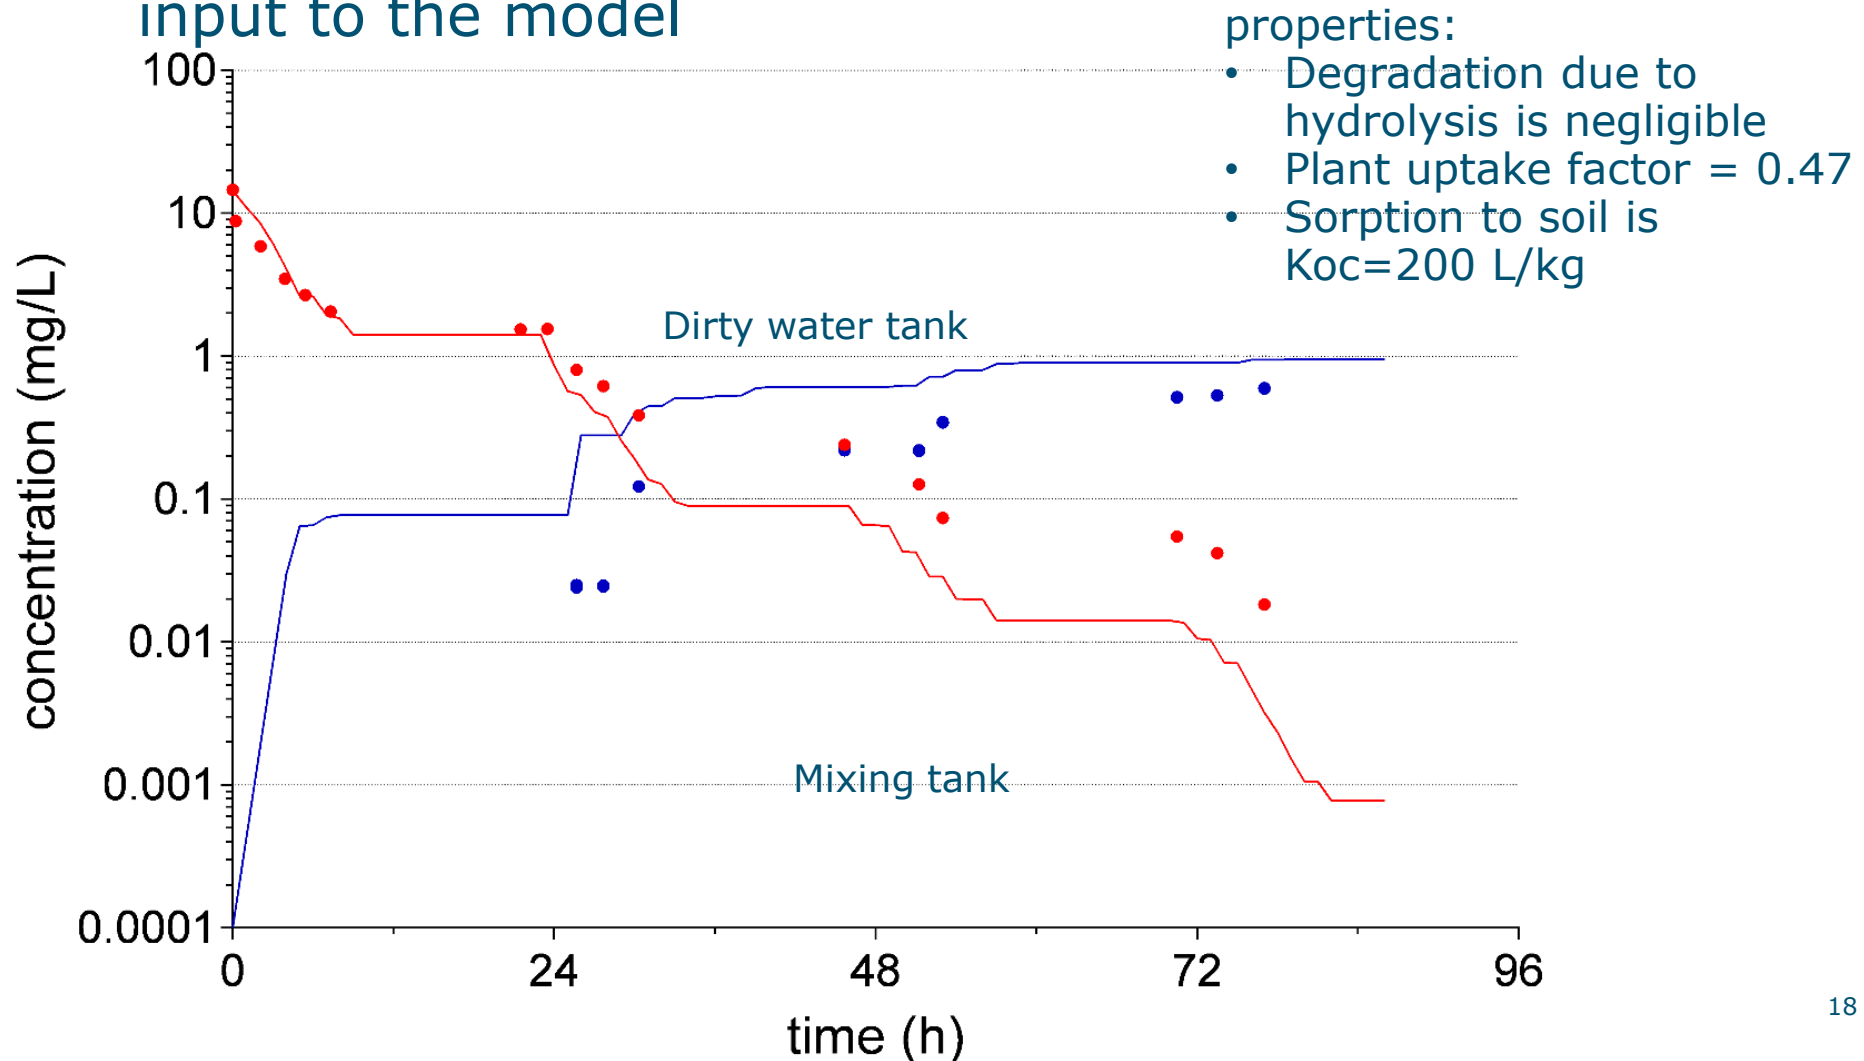 input to the model
properties:
• Degradation due to
hydrolysis is negligible
• Plant uptake factor = 0.47
• Sorption to soil is
Koc=200 L/kg
100
10
1
0.1
0.01
0.001
0.0001
concentration (mg/L)
Dirty water tank
Mixing tank
0
24
48
72
96
time (h)
18